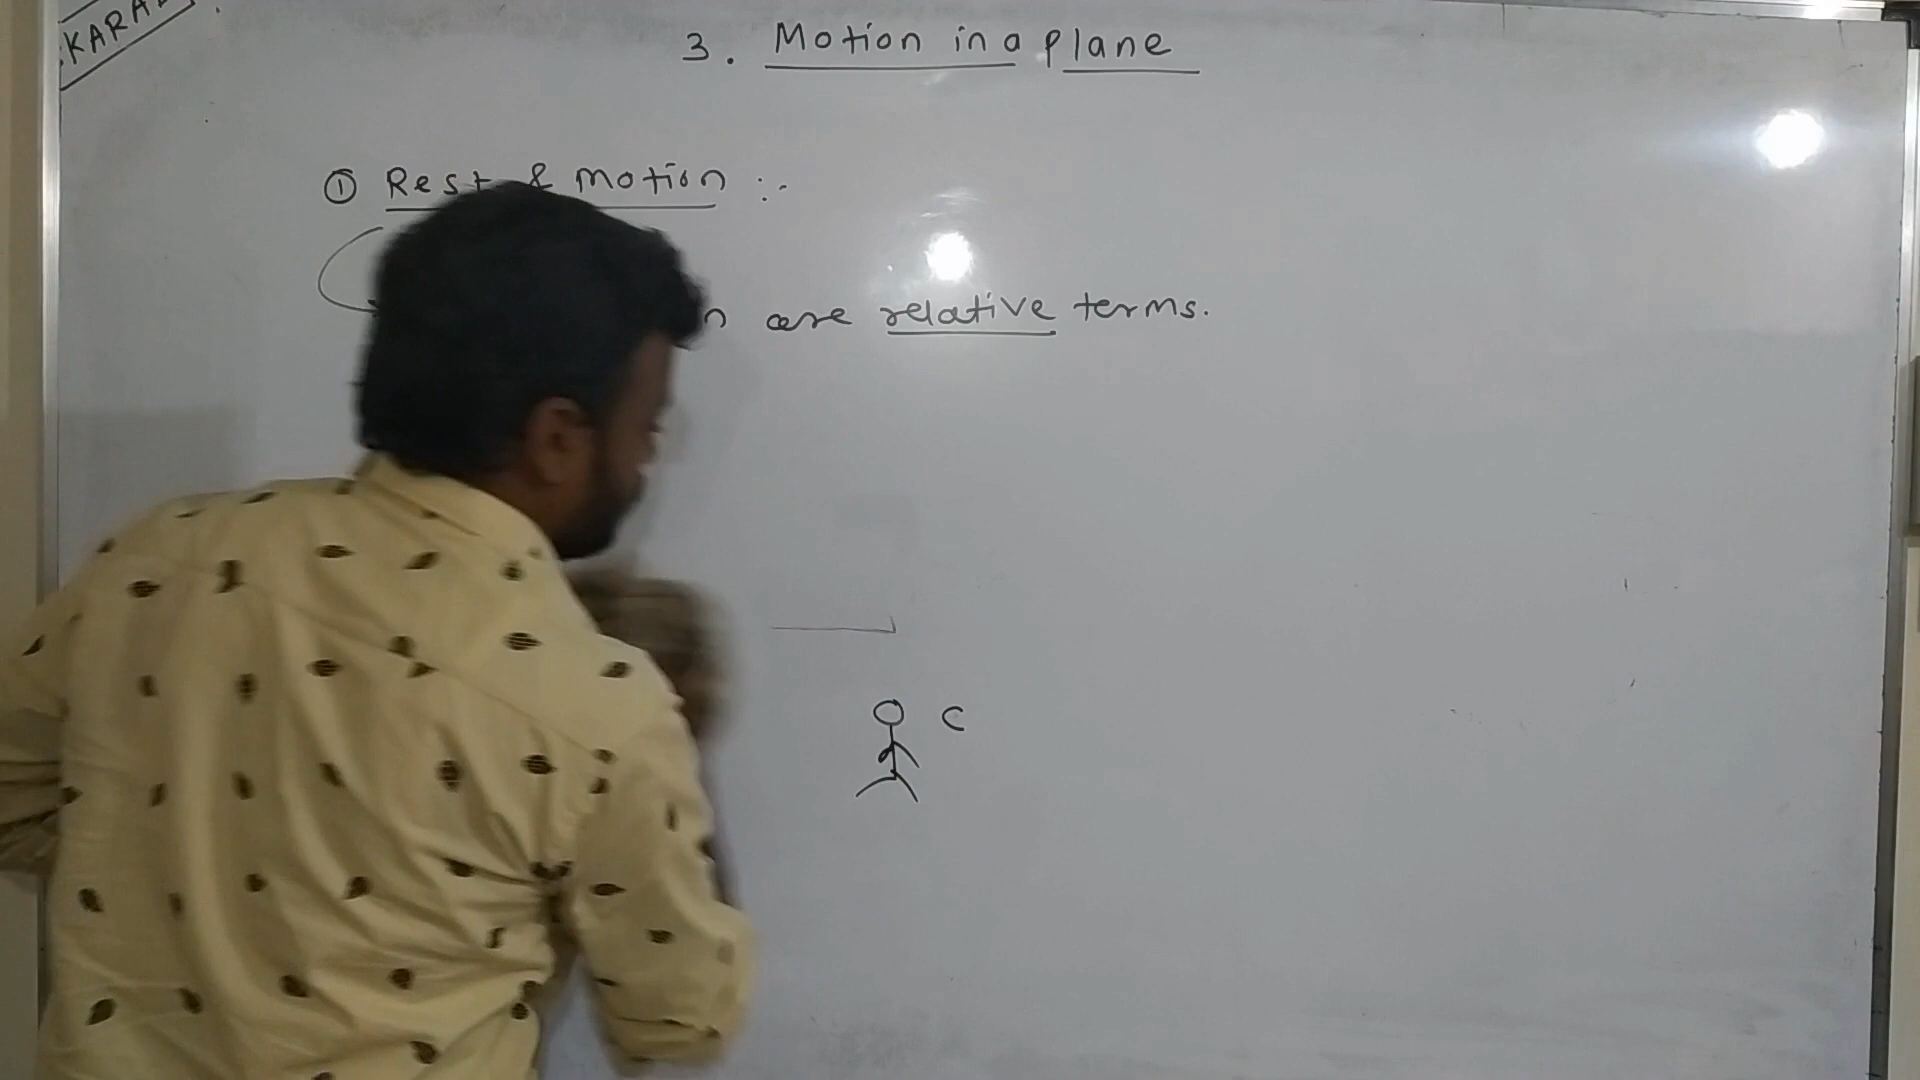 3. Motion in a plane
① Rest & Motion :-
are relative terms.
C